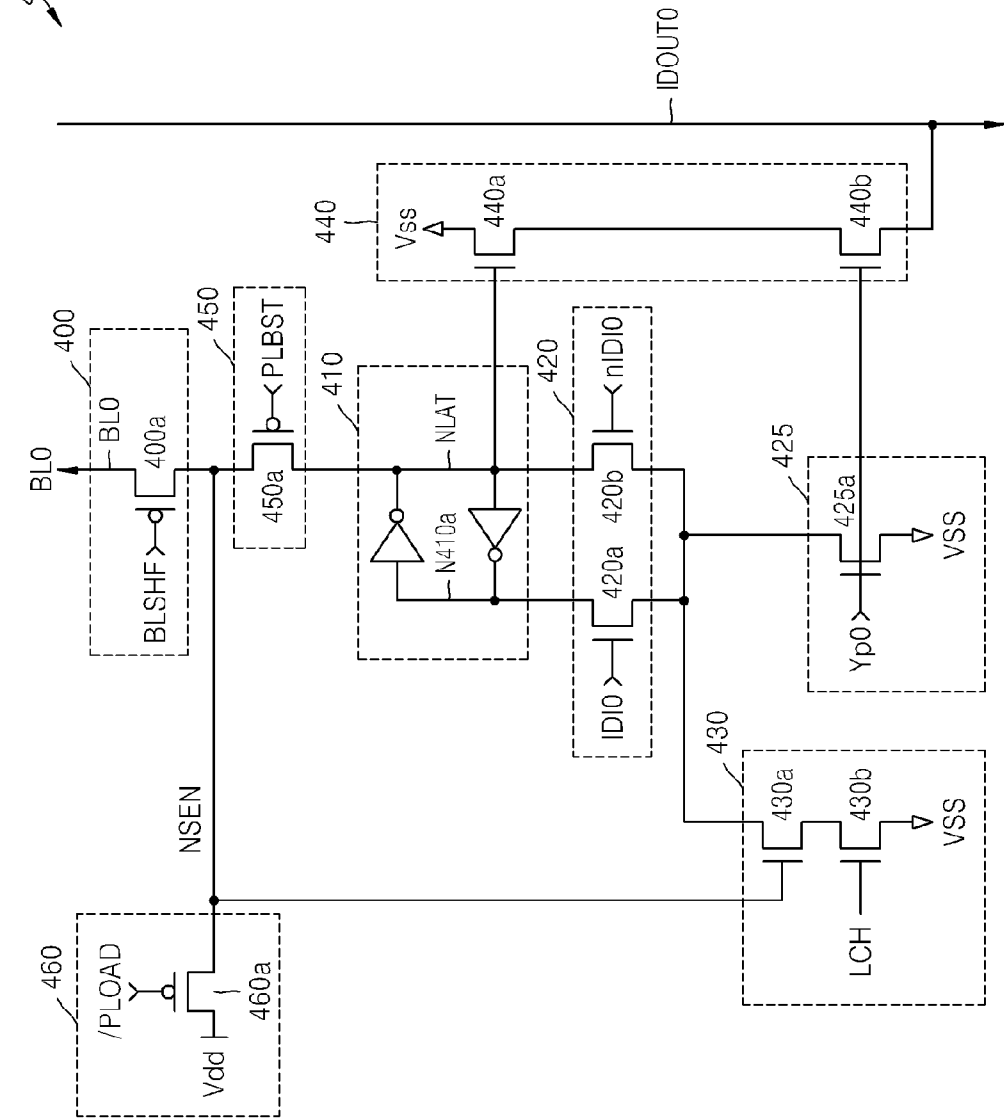 BL0
BL0
400
400a
BLSHF
450
PLBST
450a
NSEN
460
/PLOAD
Vdd
460a
410
NLAT
N410a
420
nIDI0
420b
420a
IDI0
440
Vss
440a
440b
IDOUT0
425
425a
Yp0
VSS
430
430a
430b
LCH
VSS